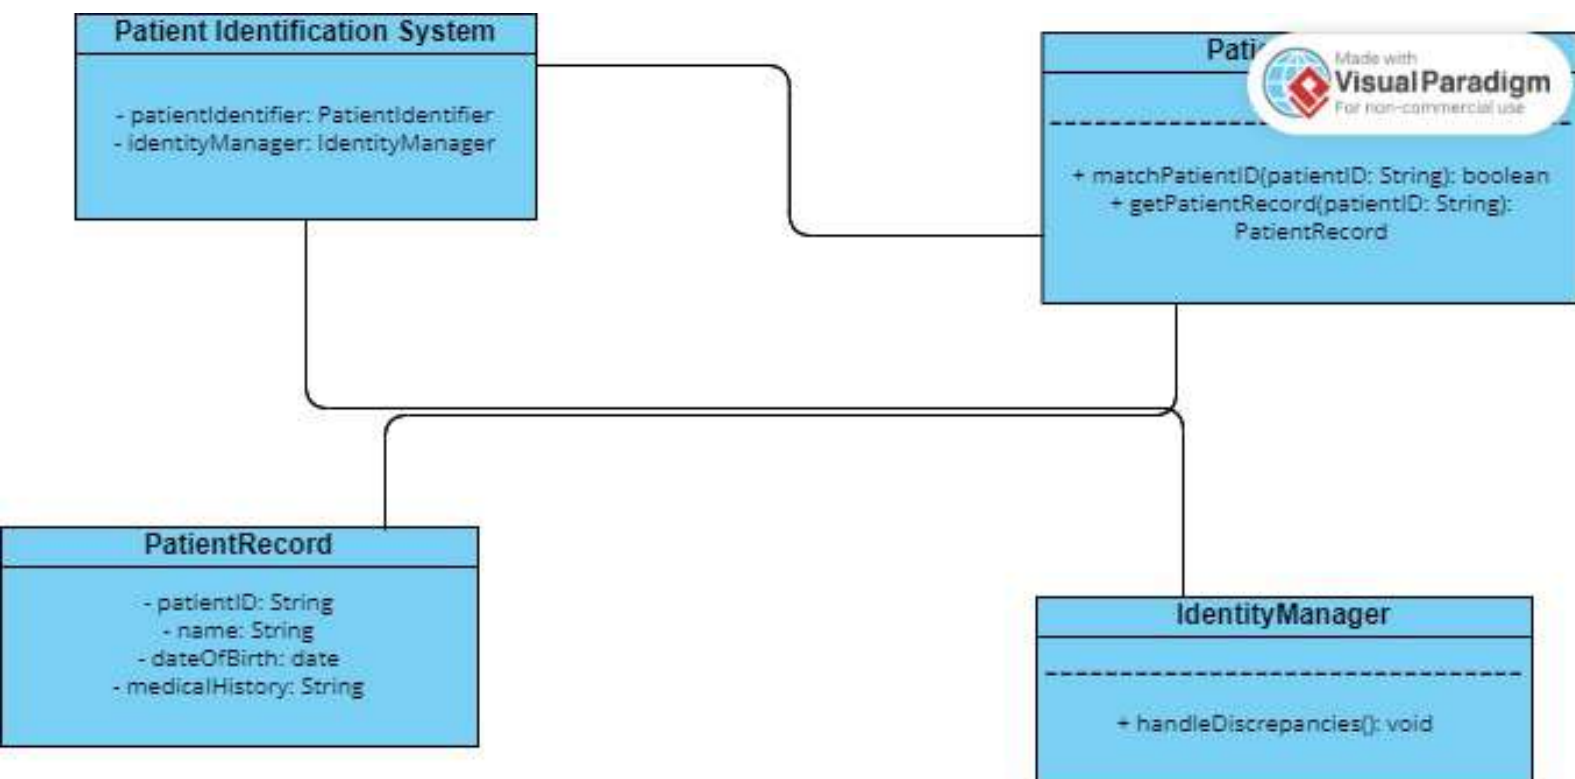 Patient Identification System
- patientIdentifier: PatientIdentifier
- identityManager: IdentityManager
Made with
Visual Paradigm
For non-commercial use
+ matchPatientID(patientID: String): boolean
+ getPatientRecord(patientID: String):
PatientRecord
PatientRecord
- patientID: String
- name: String
- dateOfBirth: date
- medicalHistory: String
IdentityManager
+ handleDiscrepancies(): void